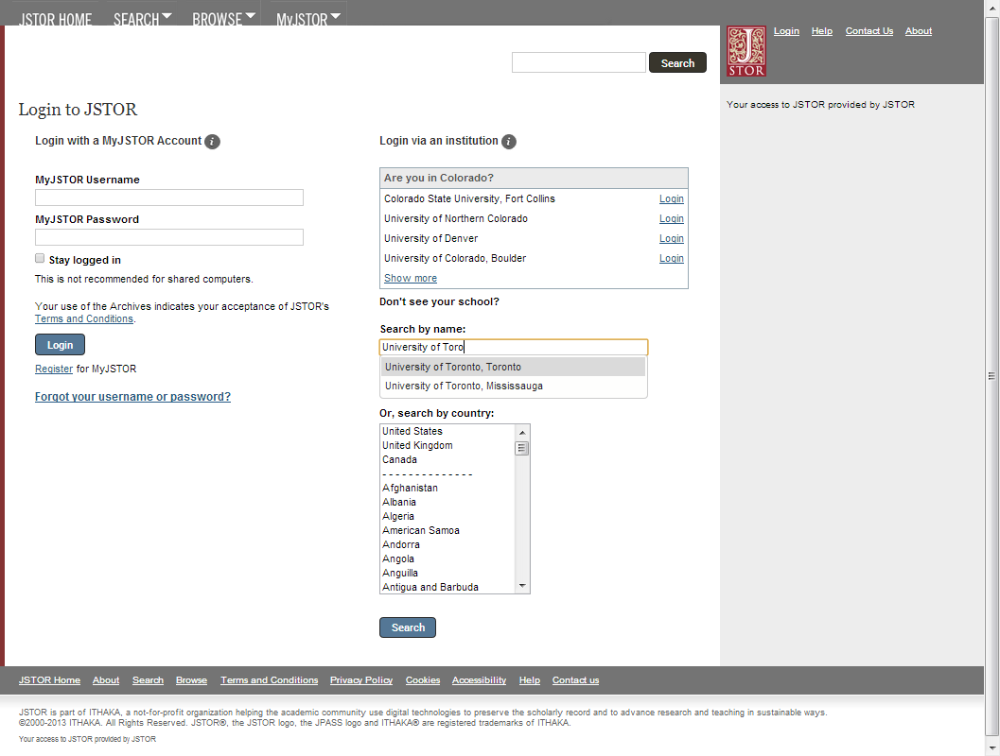 JSTOR HOME SEARCH BROWSE MyJSTOR
J
STOR
Login Help Contact Us About
Search
Your access to JSTOR provided by JSTOR
Login to JSTOR
Login with a MyJSTOR Account i
MyJSTOR Username
MyJSTOR Password
Stay logged in
This is not recommended for shared computers.
Your use of the Archives indicates your acceptance of JSTOR's
Terms and Conditions.
Login
Register for MyJSTOR
Forgot your username or password?
Login via an institution i
Are you in Colorado?
Colorado State University, Fort Collins Login
University of Northern Colorado Login
University of Denver Login
University of Colorado, Boulder Login
Show more
Don't see your school?
Search by name:
University of Toro
University of Toronto, Toronto
University of Toronto, Mississauga
Or, search by country:
United States
United Kingdom
Canada
- - - - - - - - - - - - - -
Afghanistan
Albania
Algeria
American Samoa
Andorra
Angola
Anguilla
Antigua and Barbuda
Search
JSTOR Home About Search Browse Terms and Conditions Privacy Policy Cookies Accessibility Help Contact us
JSTOR is part of ITHAKA, a not-for-profit organization helping the academic community use digital technologies to preserve the scholarly record and to advance research and teaching in sustainable ways.
©2000-2013 ITHAKA. All Rights Reserved. JSTOR®, the JSTOR logo, the JPASS logo and ITHAKA® are registered trademarks of ITHAKA.
Your access to JSTOR provided by JSTOR